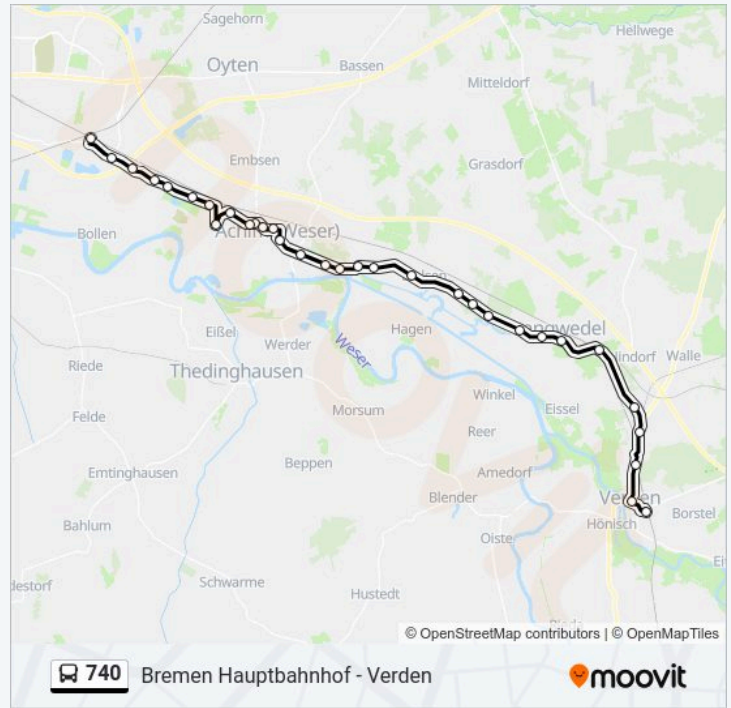 Sagehorn
Hellwege
Oyten
Bassen
Mitteldorf
Embsen
Grasdorf
Bollen
Achim (Weser)
Eißel
Hagen
Werder
Weser
Riede
Thedinghausen
Walle
Winkel
Morsum
Eissel
Felde
Reer
Beppen
Amedorf
Emtinghausen
Blender
Verden
Borstel
Bahlum
Oiste
Hönisch
Schwarme
Hustedt
© OpenStreetMap contributors | © OpenMapTiles
740 Bremen Hauptbahnhof - Verden
moovit